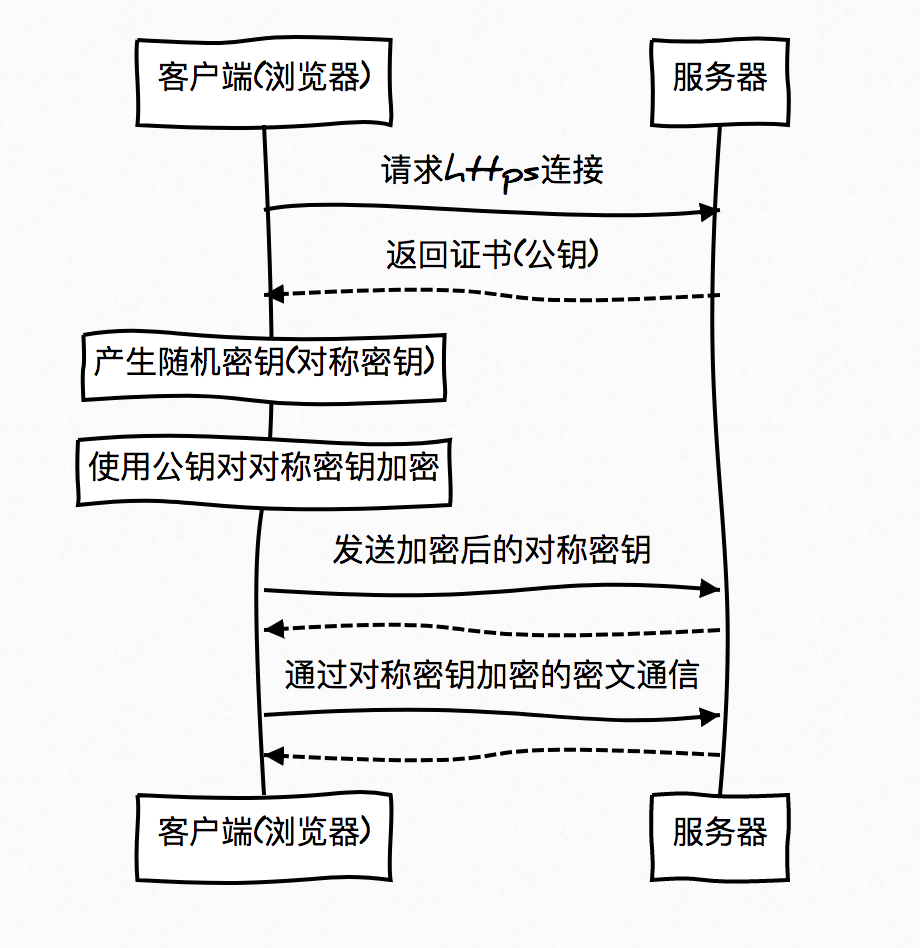 客户端(浏览器)
服务器
请求https连接
返回证书(公钥)
产生随机密钥(对称密钥)
使用公钥对对称密钥加密
发送加密后的对称密钥
通过对称密钥加密的密文通信
客户端(浏览器)
服务器